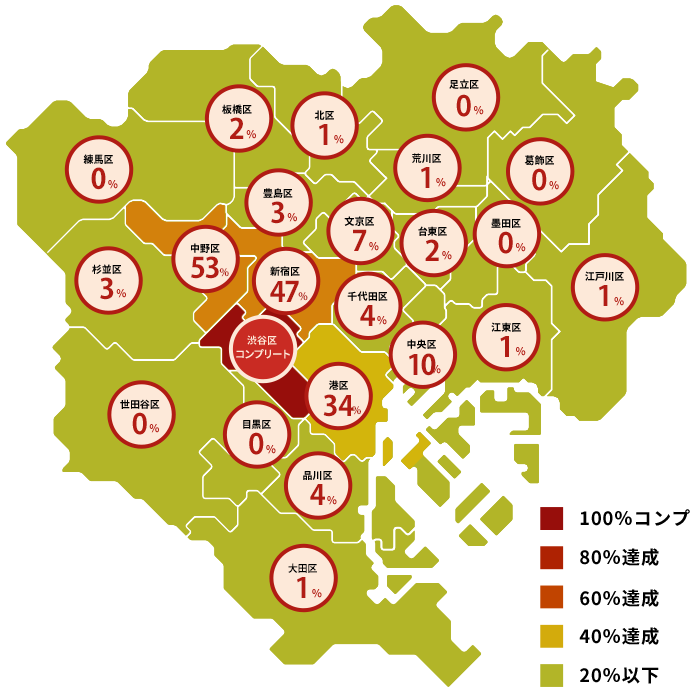 足立区
0%
板橋区
2%
北区
1%
練馬区
0%
荒川区
1%
葛飾区
0%
豊島区
3%
文京区
7%
台東区
2%
墨田区
0%
中野区
53%
杉並区
3%
新宿区
47%
江戸川区
1%
千代田区
4%
渋谷区
コンプリート
中央区
10%
江東区
1%
港区
34%
世田谷区
0%
目黒区
0%
品川区
4%
大田区
1%
100%コンプ
80%達成
60%達成
40%達成
20%以下